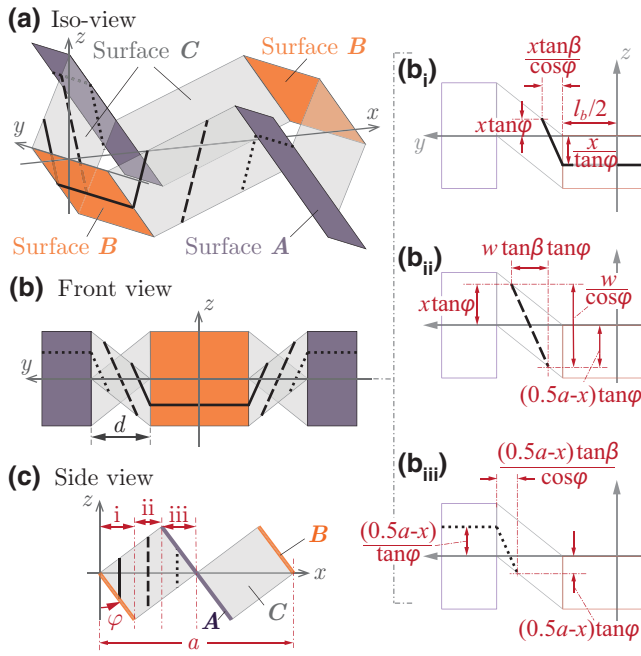 (a) Iso-view
z
Surface C
Surface B
x
y
Surface B
Surface A
(b) Front view
z
y
d
(c) Side view
z
i
ii
iii
B
x
φ
A
C
a
(bi)
xtanβ
cosφ
z
lb/2
xtanφ
x
tanφ
y
(bii)
w tanβ tanφ
w
cosφ
xtanφ
(0.5a-x)tanφ
(biii)
(0.5a-x)tanβ
cosφ
(0.5a-x)
tanφ
(0.5a-x)tanφ